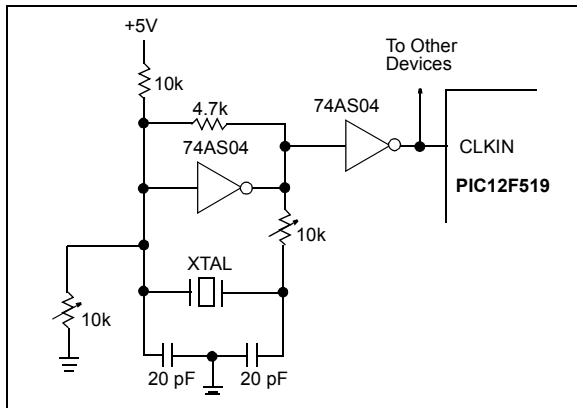 +5V
To Other
Devices
10k
4.7k
74AS04
74AS04
CLKIN
PIC12F519
10k
XTAL
10k
20 pF
20 pF